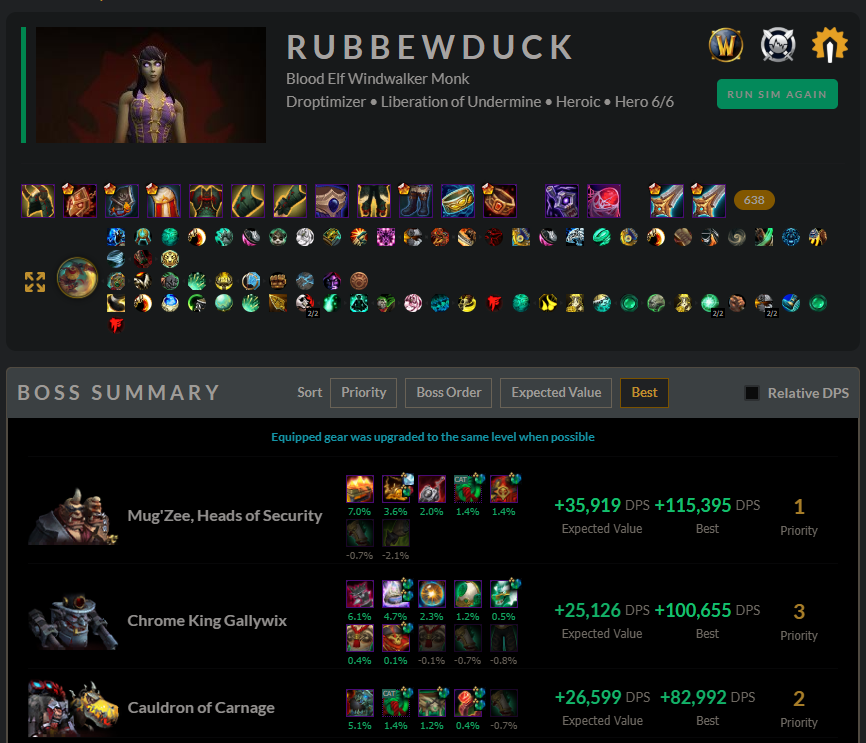 RUBBEWDUCK
Blood Elf Windwalker Monk
Droptimizer • Liberation of Undermine • Heroic • Hero 6/6
RUN SIM AGAIN
638
2/2
2/2 2/2
BOSS SUMMARY
Sort Priority Boss Order Expected Value Best Relative DPS
Equipped gear was upgraded to the same level when possible
Mug'Zee, Heads of Security
CAT
7.0% 3.6% 2.0% 1.4% 1.4%
-0.7% -2.1%
+35,919 DPS +115,395 DPS 1
Expected Value Best Priority
Chrome King Gallywix
6.1% 4.7% 2.3% 1.2% 0.5%
0.4% 0.1% -0.1% -0.7% -0.8%
+25,126 DPS +100,655 DPS 3
Expected Value Best Priority
Cauldron of Carnage
CAT
5.1% 1.4% 1.2% 0.4% -0.7%
+26,599 DPS +82,992 DPS 2
Expected Value Best Priority